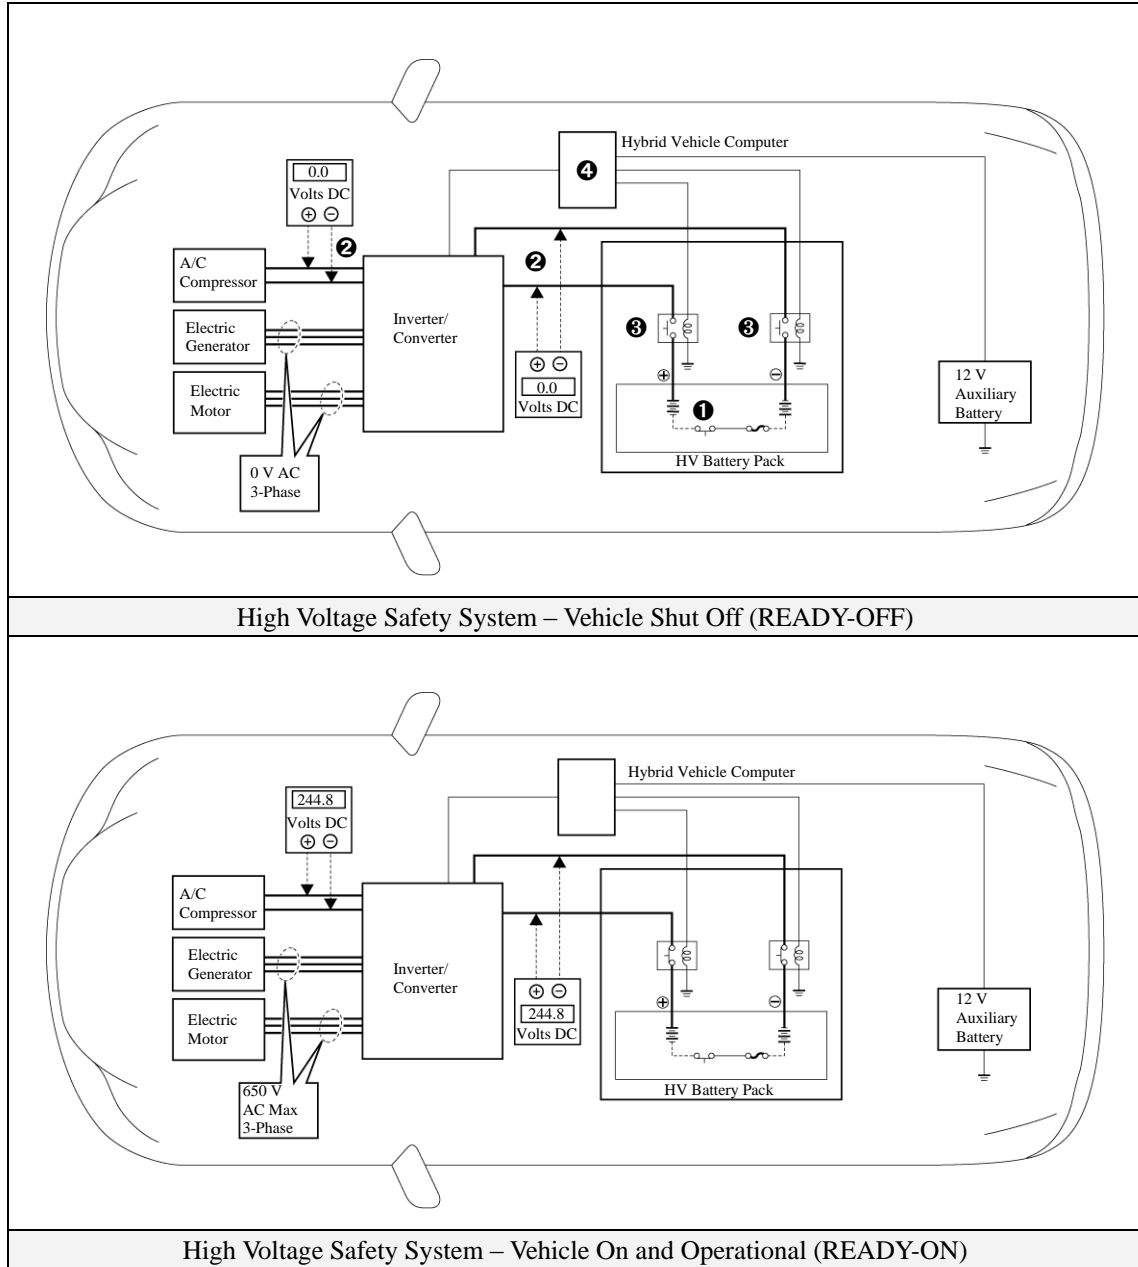 Hybrid Vehicle Computer
❹
0.0
Volts DC
⊕ ⊖
❷
❷
A/C
Compressor
Electric
Generator
Electric
Motor
Inverter/
Converter
⊕ ⊖
0.0
Volts DC
❸
❸
⊕
⊖
❶
HV Battery Pack
12 V
Auxiliary
Battery
0 V AC
3-Phase
High Voltage Safety System – Vehicle Shut Off (READY-OFF)
Hybrid Vehicle Computer
244.8
Volts DC
⊕ ⊖
A/C
Compressor
Electric
Generator
Electric
Motor
Inverter/
Converter
⊕ ⊖
244.8
Volts DC
⊕
⊖
HV Battery Pack
12 V
Auxiliary
Battery
650 V
AC Max
3-Phase
High Voltage Safety System – Vehicle On and Operational (READY-ON)